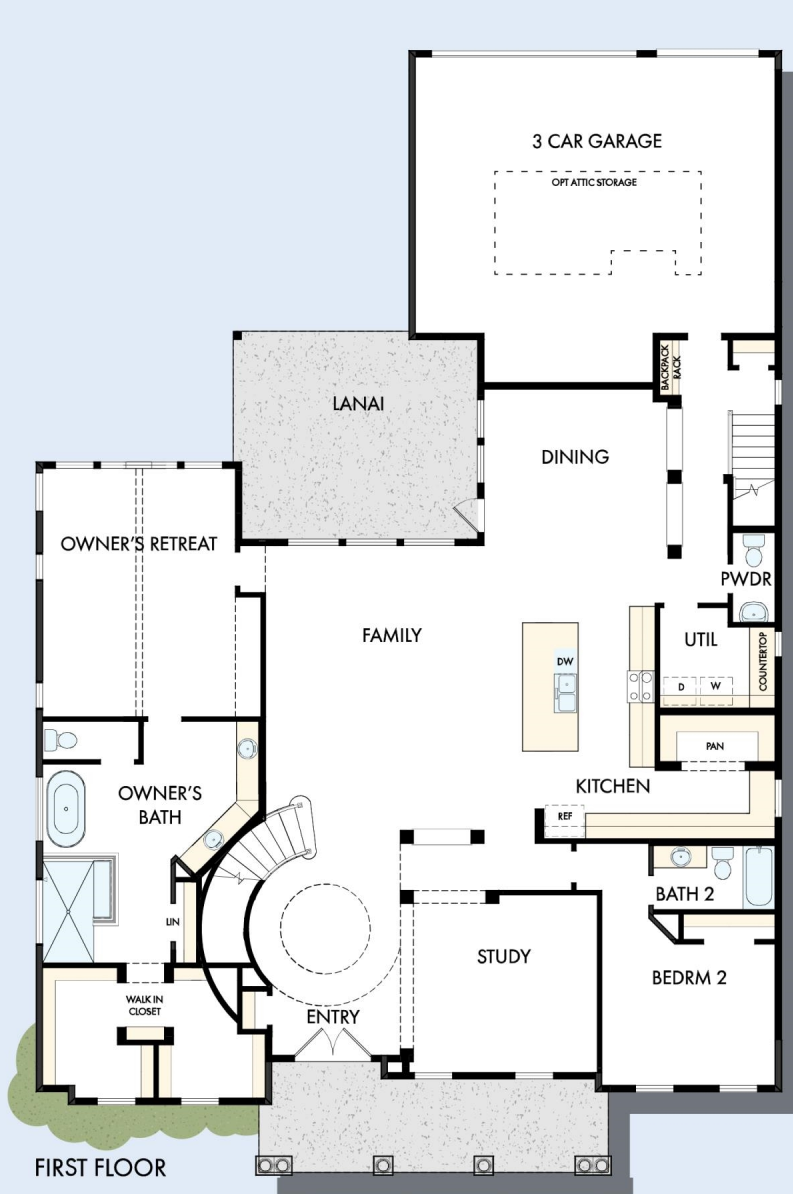 3 CAR GARAGE
OPT ATTIC STORAGE
BACKPACK
RACK
LANAI
DINING
OWNER'S RETREAT
PWDR
FAMILY
UTIL
COUNTERTOP
DW
D
W
PAN
KITCHEN
OWNER'S
BATH
REF
BATH 2
LIN
STUDY
BEDRM 2
WALK IN
CLOSET
ENTRY
FIRST FLOOR